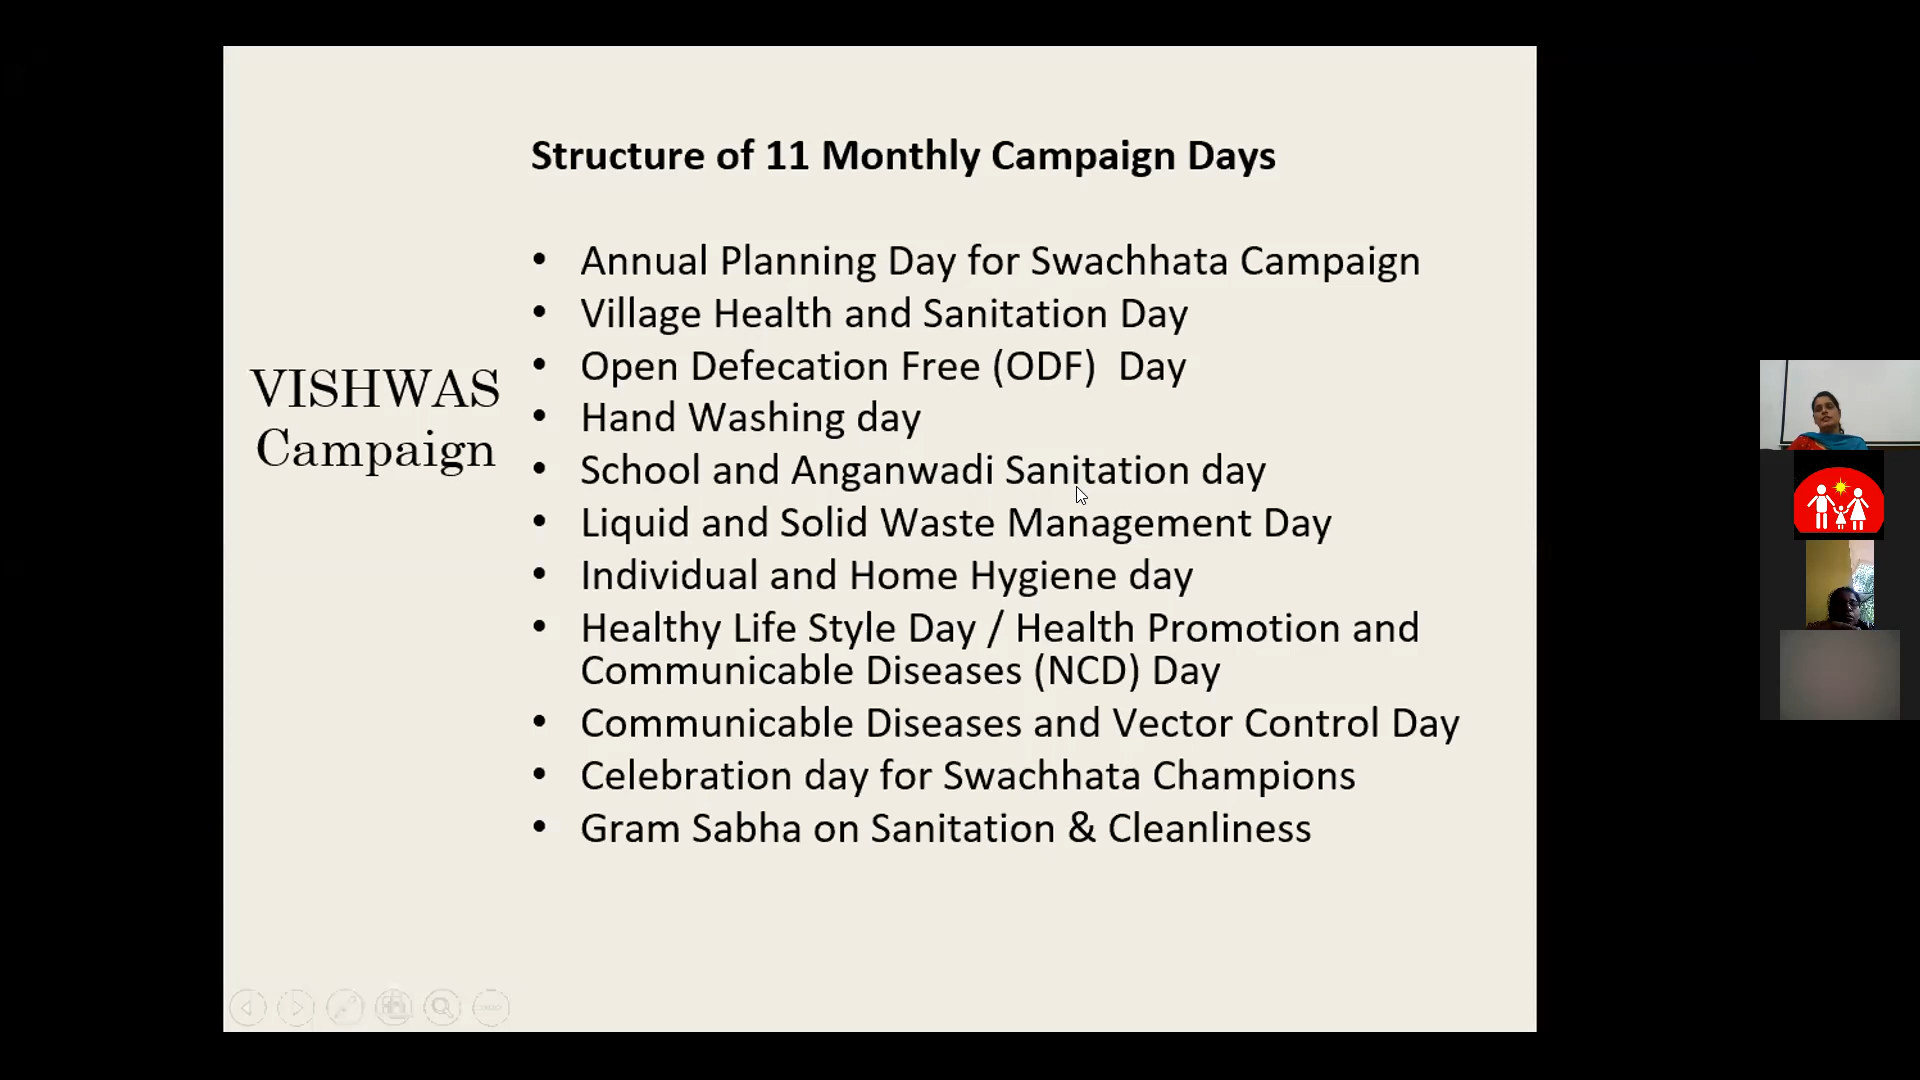 Structure of 11 Monthly Campaign Days
VISHWAS
Campaign
• Annual Planning Day for Swachhata Campaign
• Village Health and Sanitation Day
• Open Defecation Free (ODF) Day
• Hand Washing day
• School and Anganwadi Sanitation day
• Liquid and Solid Waste Management Day
• Individual and Home Hygiene day
• Healthy Life Style Day / Health Promotion and
Communicable Diseases (NCD) Day
• Communicable Diseases and Vector Control Day
• Celebration day for Swachhata Champions
• Gram Sabha on Sanitation & Cleanliness